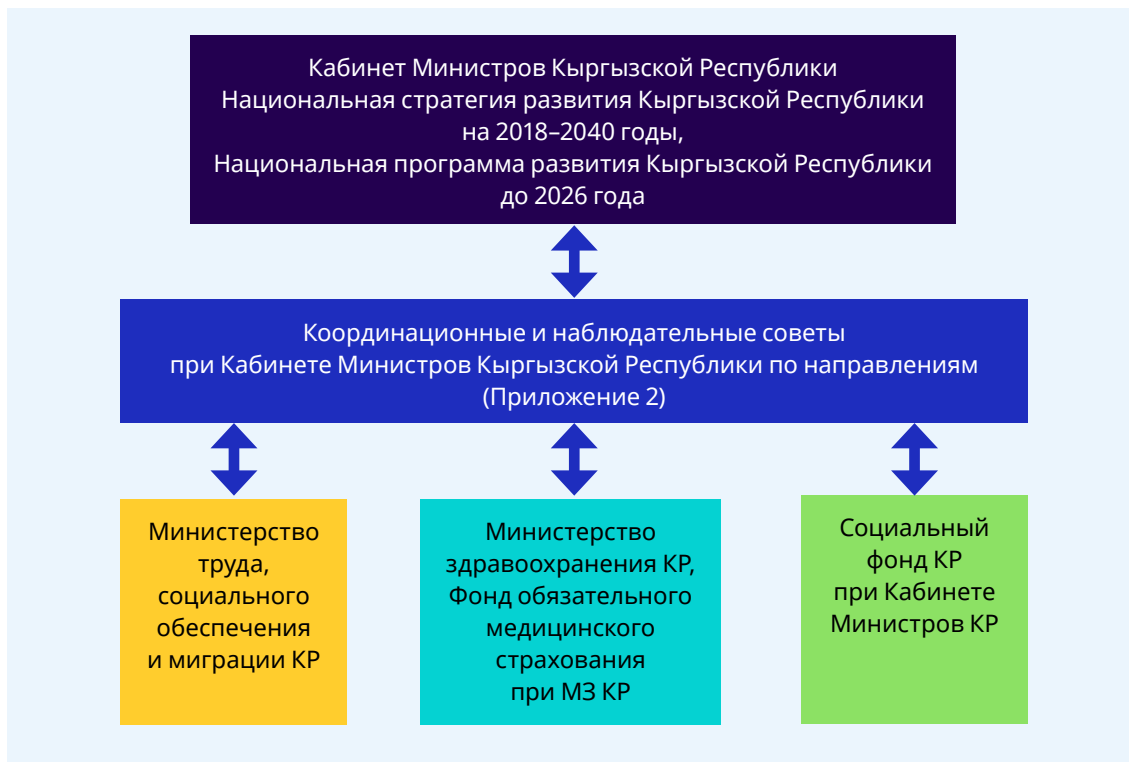 Кабинет Министров Кыргызской Республики
Национальная стратегия развития Кыргызской Республики
на 2018–2040 годы,
Национальная программа развития Кыргызской Республики
до 2026 года
Координационные и наблюдательные советы
при Кабинете Министров Кыргызской Республики по направлениям
(Приложение 2)
Министерство
труда,
социального
обеспечения
и миграции КР
Министерство
здравоохранения КР,
Фонд обязательного
медицинского
страхования
при МЗ КР
Социальный
фонд КР
при Кабинете
Министров КР